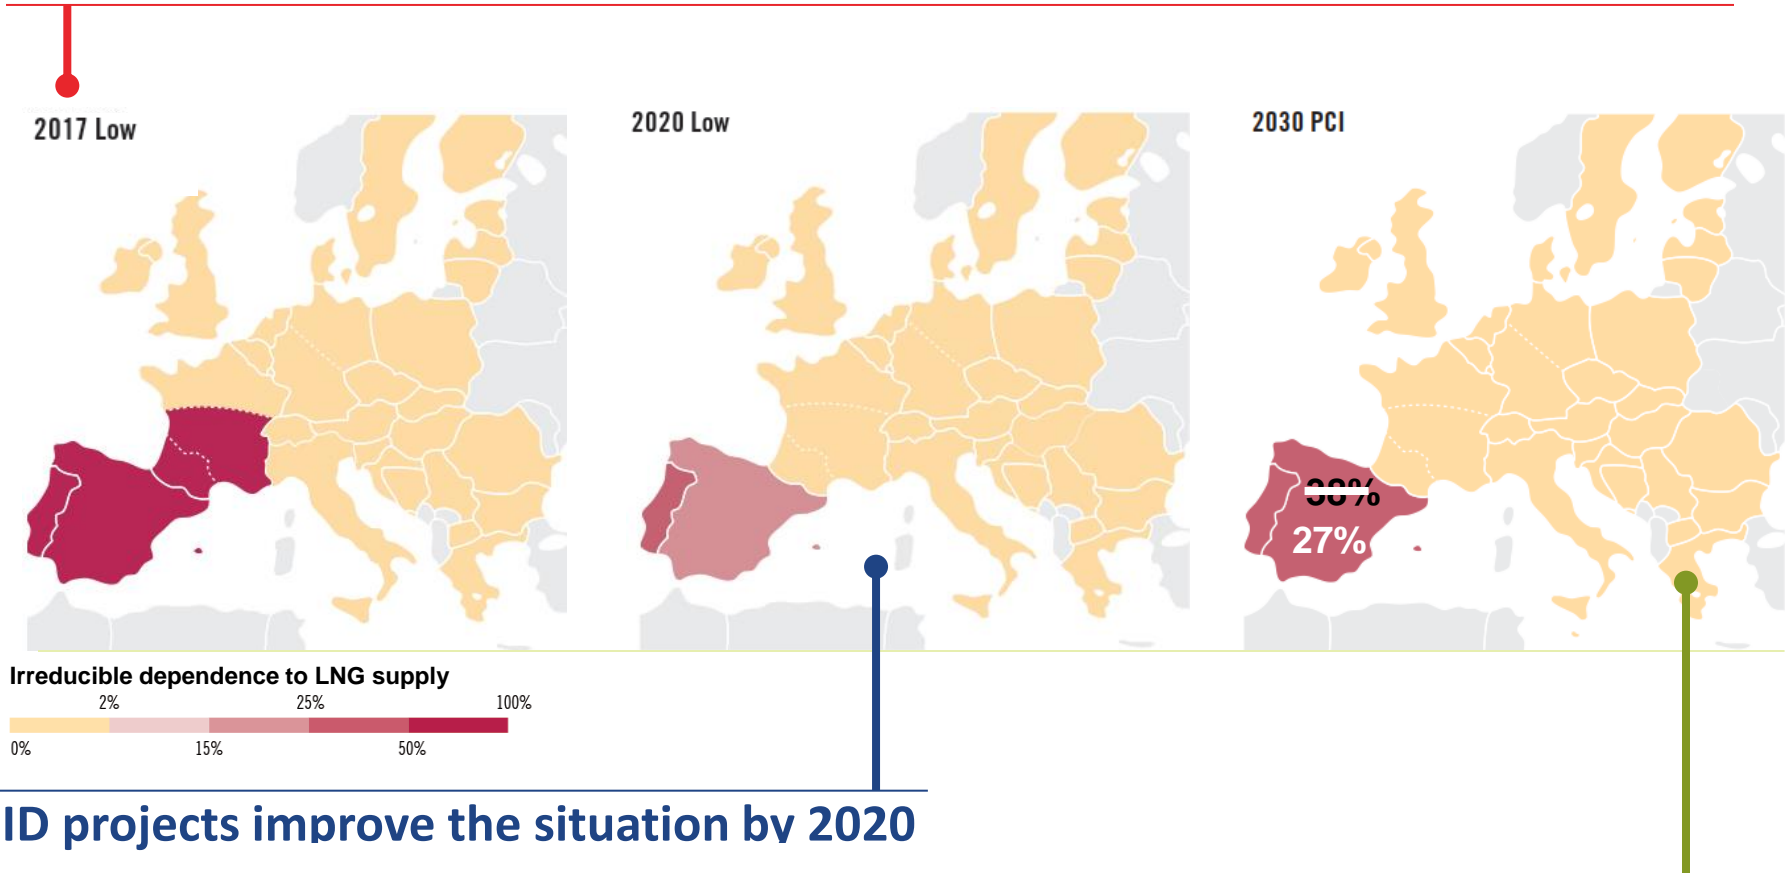 2017 Low
2020 Low
2030 PCI
38%
27%
Irreducible dependence to LNG supply
2% 25% 100%
0% 15% 50%
ID projects improve the situation by 2020